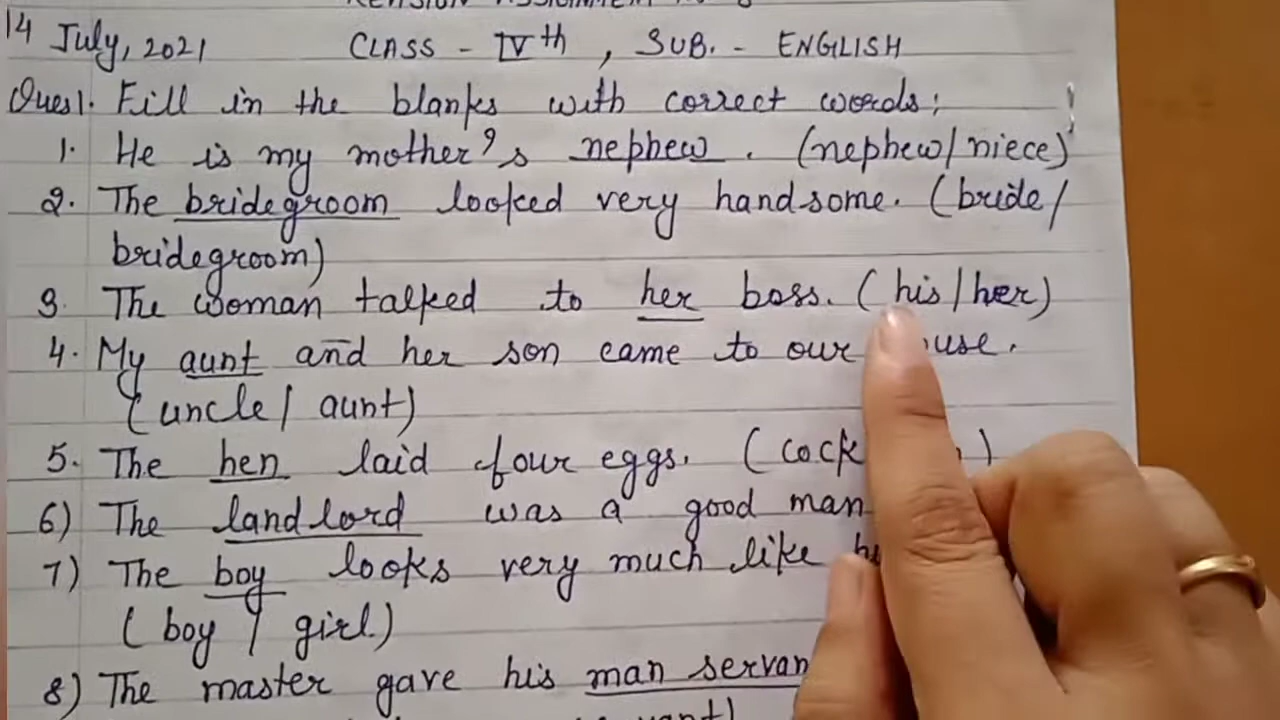 14 July, 2021 CLASS - IVth, SUB. - ENGLISH
Ques1. Fill in the blanks with correct words:
1. He is my mother's nephew. (nephew/niece)
2. The bridegroom looked very handsome. (bride/
bridegroom)
3. The woman talked to her boss. (his/her)
4. My aunt and her son came to our
(uncle/ aunt)
5. The hen laid four eggs. (cock
6) The landlord was a good man
7) The boy looks very much like
(boy / girl)
8) The master gave his man